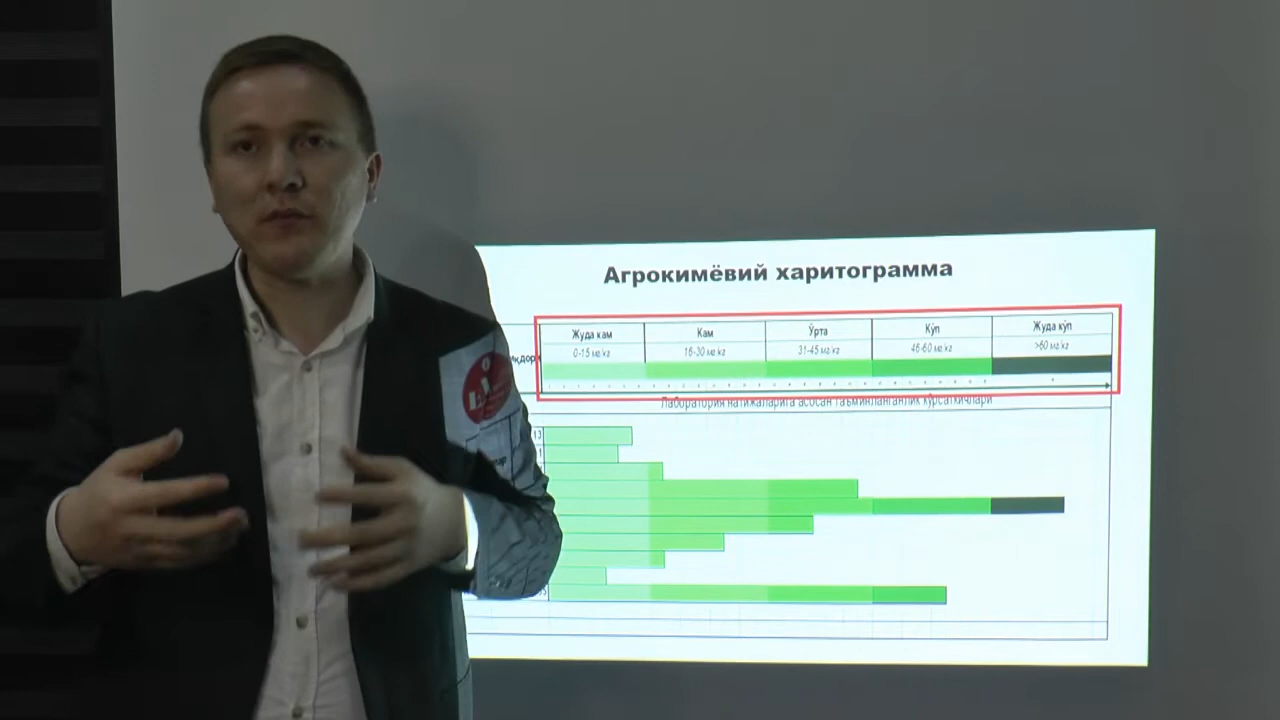 Агрокимёвий харитограмма
Жуда кам Кам Ўрта Кўп Жуда кўп
0-15 мг/кг 16-30 мг/кг 31-45 мг/кг 46-60 мг/кг >60 мг/кг
Лаборатория натижаларига асосан таъминланганлик кўрсаткичлари
13